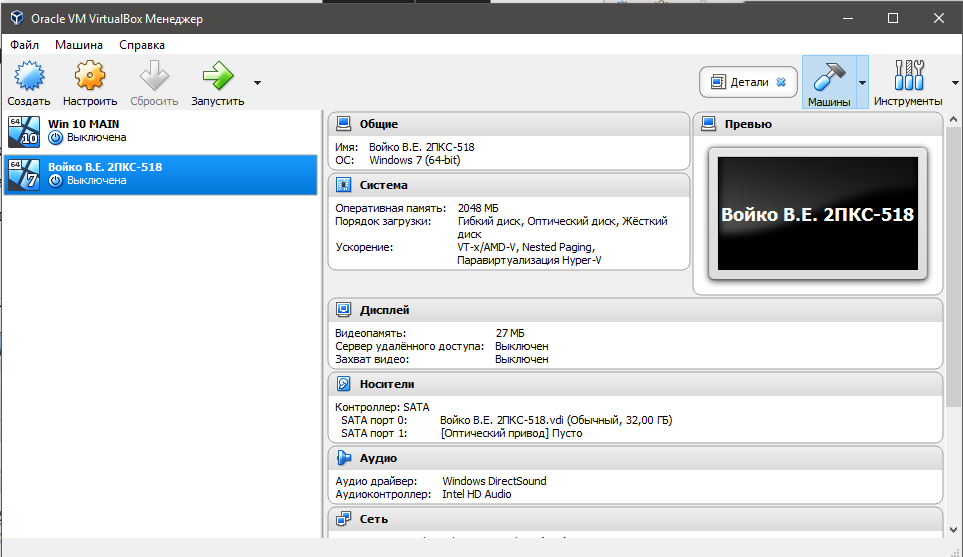 Oracle VM VirtualBox Менеджер
Файл Машина Справка
Создать Настроить Сбросить Запустить Детали Машины Инструменты
64 10 Win 10 MAIN
Выключена
64 7 Войко В.Е. 2ПКС-518
Выключена
Общие
Имя: Войко В.Е. 2ПКС-518
ОС: Windows 7 (64-bit)
Система
Оперативная память: 2048 МБ
Порядок загрузки: Гибкий диск, Оптический диск, Жёсткий
диск
Ускорение: VT-x/AMD-V, Nested Paging,
Паравиртуализация Hyper-V
Превью
Войко В.Е. 2ПКС-518
Дисплей
Видеопамять: 27 МБ
Сервер удалённого доступа: Выключен
Захват видео: Выключен
Носители
Контроллер: SATA
SATA порт 0: Войко В.Е. 2ПКС-518.vdi (Обычный, 32,00 ГБ)
SATA порт 1: [Оптический привод] Пусто
Аудио
Аудио драйвер: Windows DirectSound
Аудиоконтроллер: Intel HD Audio
Сеть